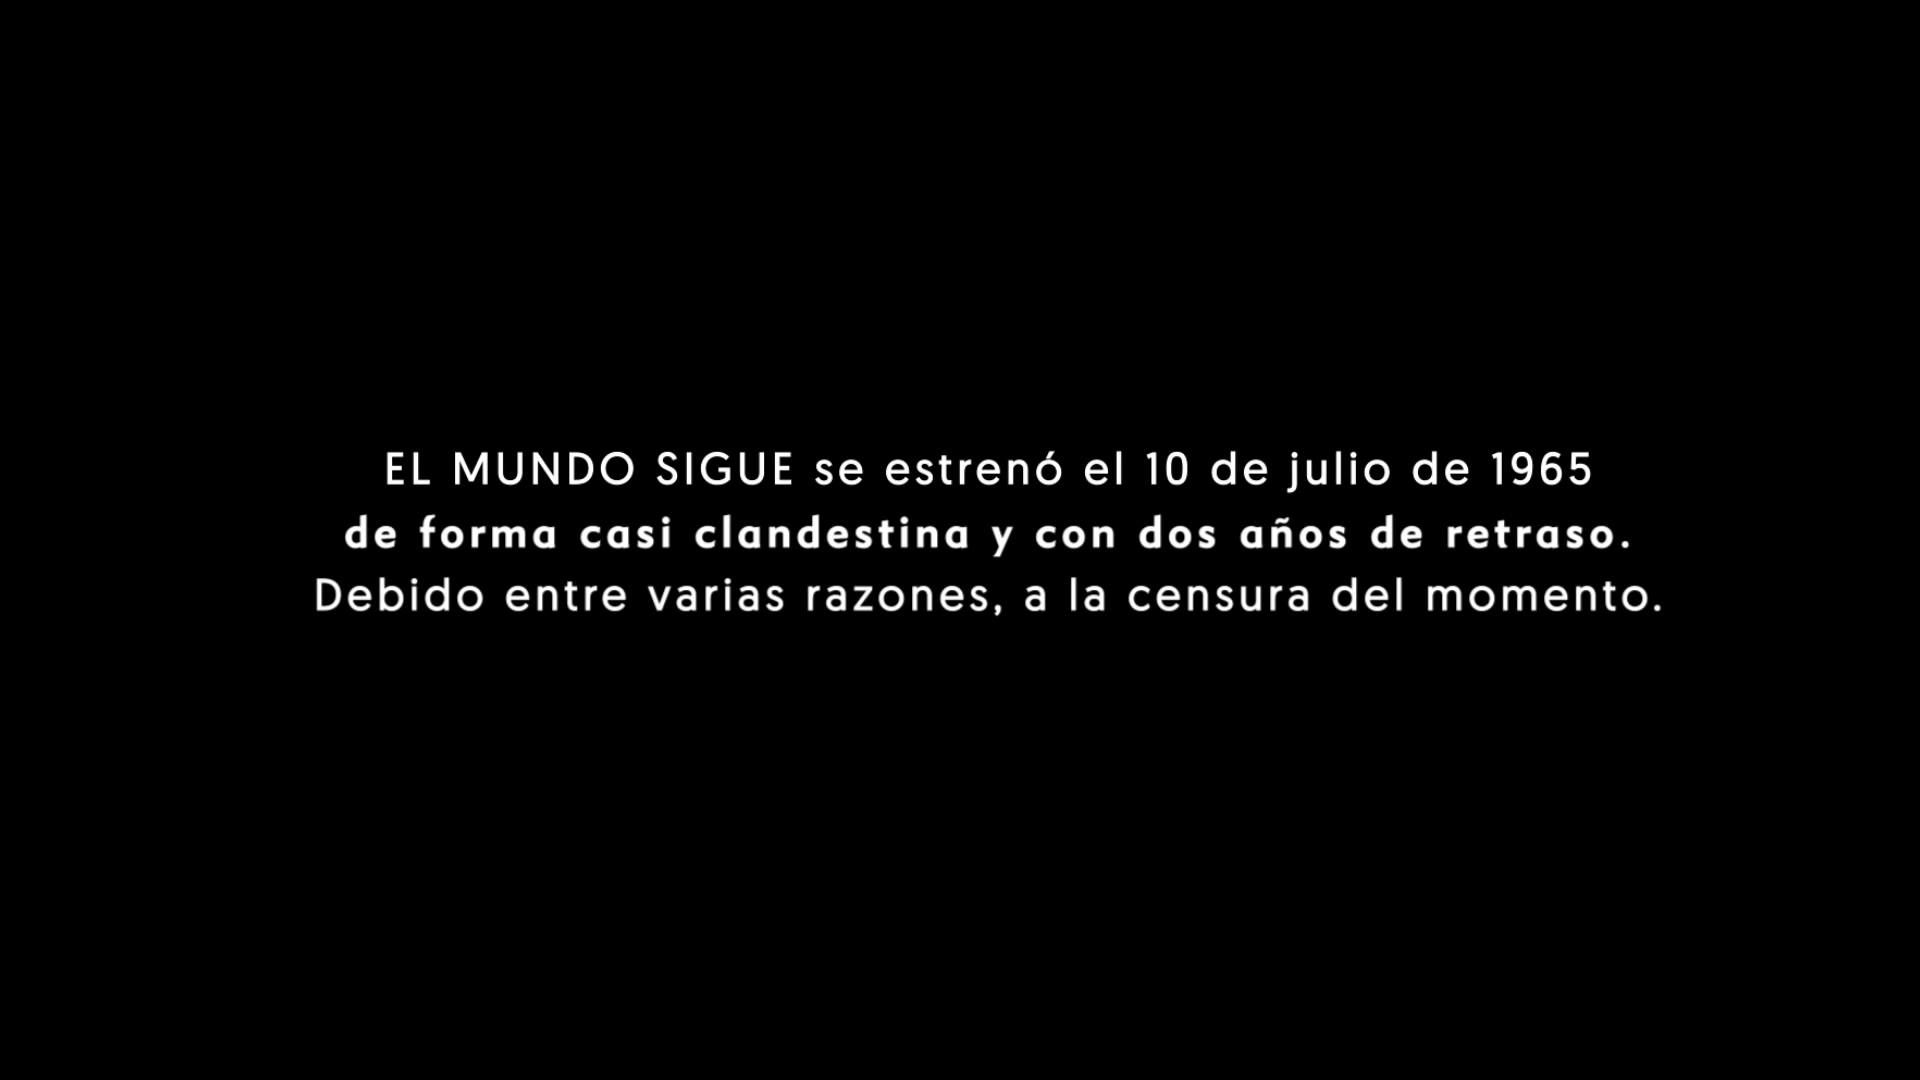 EL MUNDO SIGUE se estrenó el 10 de julio de 1965
de forma casi clandestina y con dos años de retraso.
Debido entre varias razones, a la censura del momento.